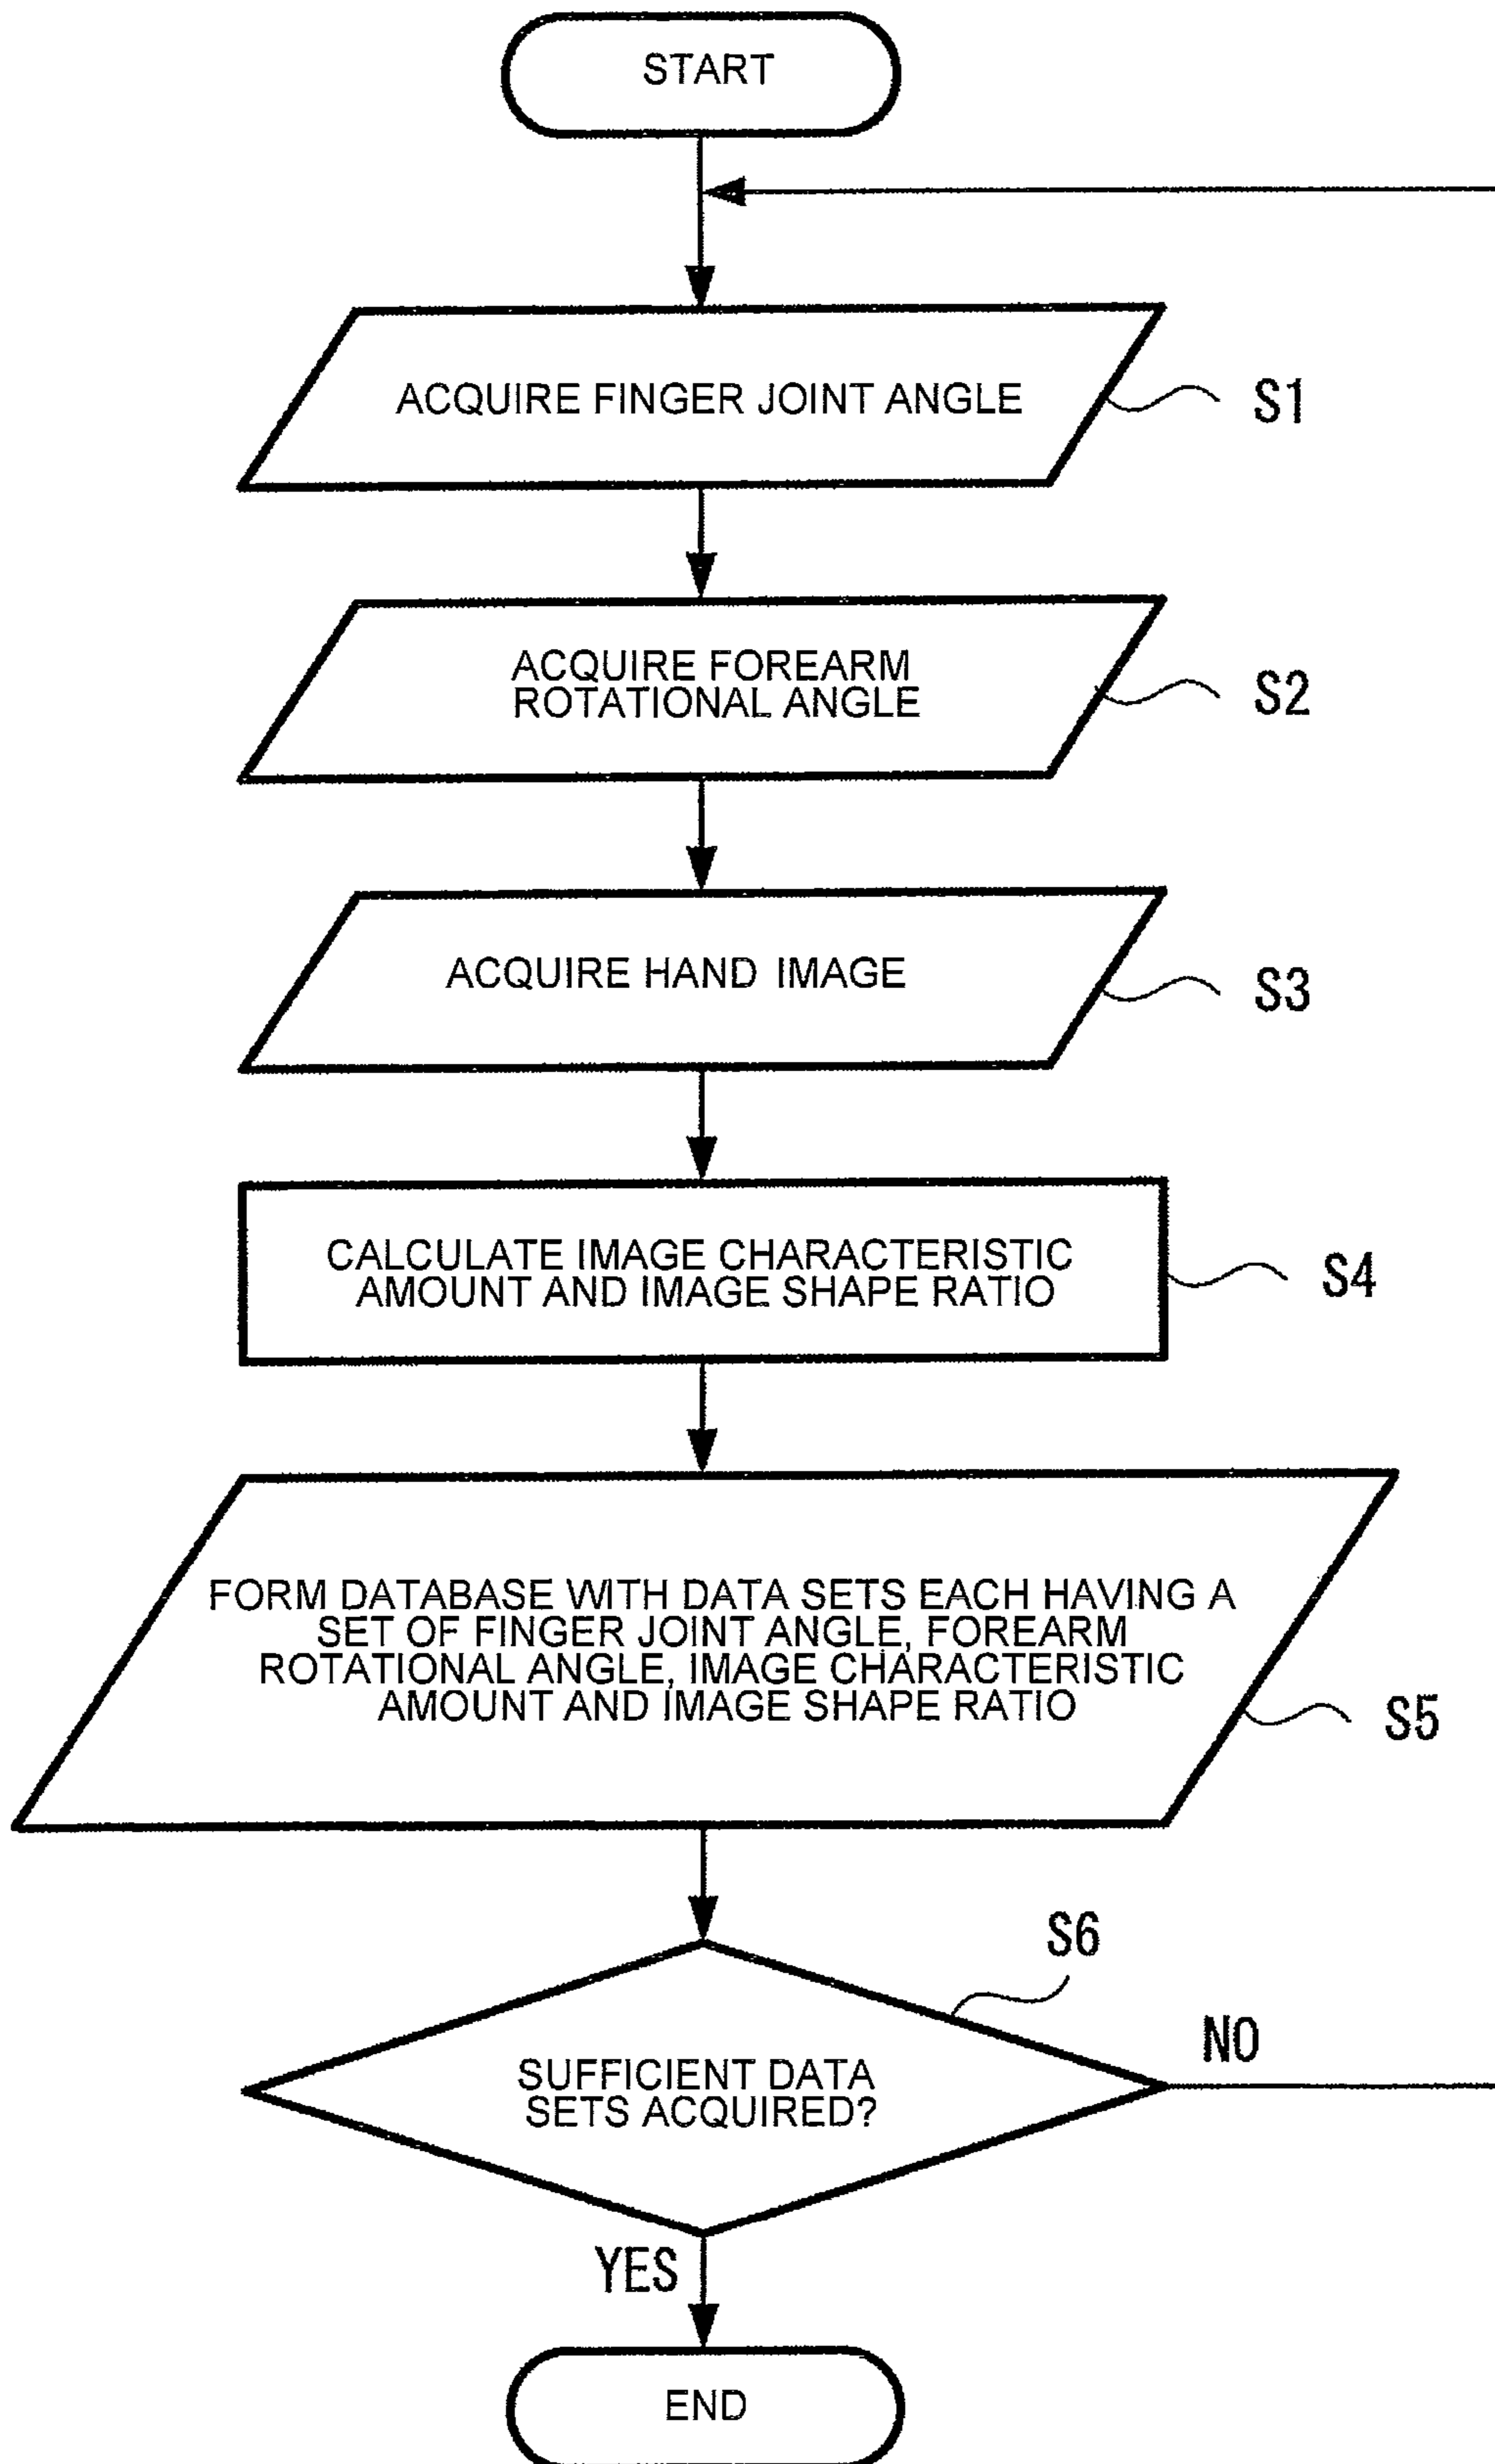 START
ACQUIRE FINGER JOINT ANGLE
S1
ACQUIRE FOREARM
ROTATIONAL ANGLE
S2
ACQUIRE HAND IMAGE
S3
CALCULATE IMAGE CHARACTERISTIC
AMOUNT AND IMAGE SHAPE RATIO
S4
FORM DATABASE WITH DATA SETS EACH HAVING A
SET OF FINGER JOINT ANGLE, FOREARM
ROTATIONAL ANGLE, IMAGE CHARACTERISTIC
AMOUNT AND IMAGE SHAPE RATIO
S5
S6
SUFFICIENT DATA
SETS ACQUIRED?
NO
YES
END